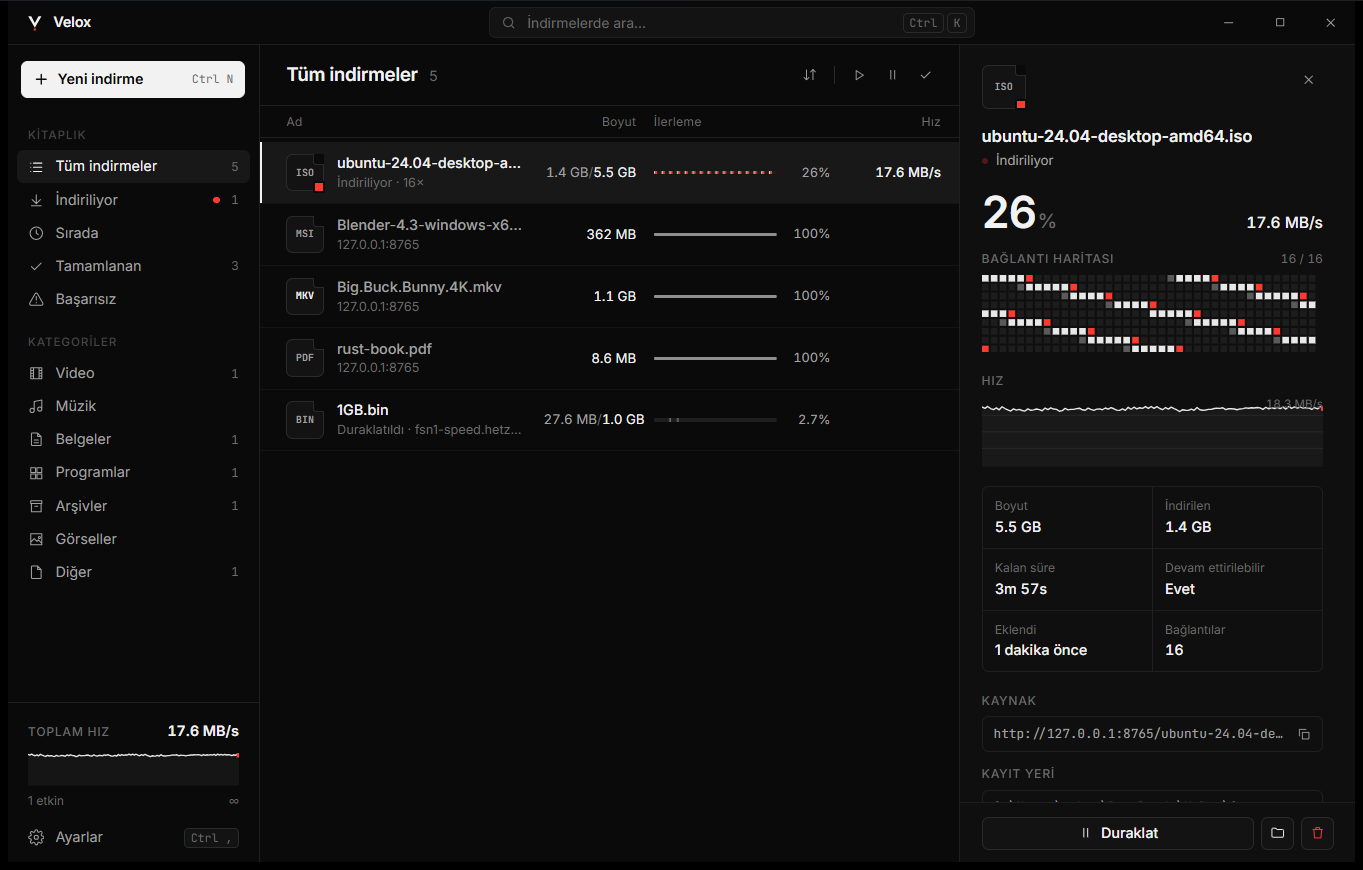 Velox
İndirmelerde ara...
Ctrl K
Yeni indirme Ctrl N
KİTAPLIK
Tüm indirmeler 5
İndiriliyor 1
Sırada
Tamamlanan 3
Başarısız
KATEGORİLER
Video 1
Müzik
Belgeler 1
Programlar 1
Arşivler 1
Görseller
Diğer 1
TOPLAM HIZ 17.6 MB/s
1 etkin ∞
Ayarlar Ctrl ,
Tüm indirmeler 5
Ad Boyut İlerleme Hız
ISO ubuntu-24.04-desktop-a... 1.4 GB/5.5 GB 26% 17.6 MB/s
İndiriliyor · 16×
MSI Blender-4.3-windows-x6... 362 MB 100%
127.0.0.1:8765
MKV Big.Buck.Bunny.4K.mkv 1.1 GB 100%
127.0.0.1:8765
PDF rust-book.pdf 8.6 MB 100%
127.0.0.1:8765
BIN 1GB.bin 27.6 MB/1.0 GB 2.7%
Duraklatıldı · fsn1-speed.hetz...
ISO
ubuntu-24.04-desktop-amd64.iso
İndiriliyor
26% 17.6 MB/s
BAĞLANTI HARİTASI 16 / 16
HIZ
18.3 MB/s
Boyut İndirilen
5.5 GB 1.4 GB
Kalan süre Devam ettirilebilir
3m 57s Evet
Eklendi Bağlantılar
1 dakika önce 16
KAYNAK
http://127.0.0.1:8765/ubuntu-24.04-de…
KAYIT YERİ
Duraklat